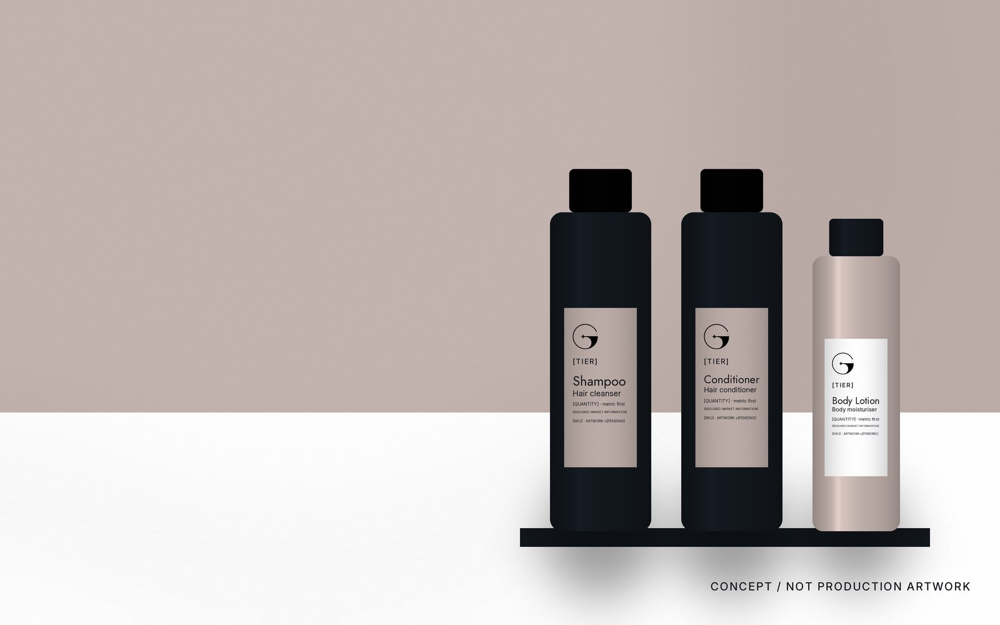 [TIER]
Shampoo
Hair cleanser
[QUANTITY] · metric first
[REQUIRED MARKET INFORMATION]
[SKU] · ARTWORK v[PENDING]
[TIER]
Conditioner
Hair conditioner
[QUANTITY] · metric first
[REQUIRED MARKET INFORMATION]
[SKU] · ARTWORK v[PENDING]
[TIER]
Body Lotion
Body moisturiser
[QUANTITY] · metric first
[REQUIRED MARKET INFORMATION]
[SKU] · ARTWORK v[PENDING]
CONCEPT / NOT PRODUCTION ARTWORK